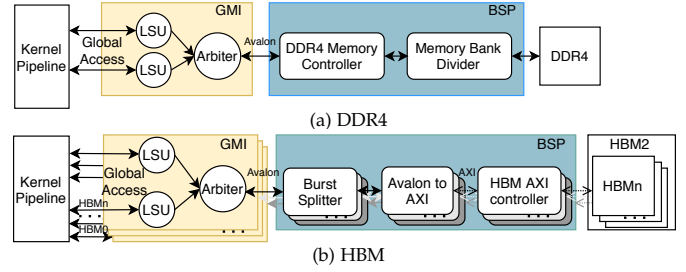 GMI
BSP
Kernel
Pipeline
Global
Access
LSU
LSU
Arbiter
Avalon
DDR4 Memory
Controller
Memory Bank
Divider
DDR4
(a) DDR4
GMI
BSP
HBM2
Kernel
Pipeline
Global
Access
LSU
HBMn
LSU
. . .
HBM0
Arbiter
. . .
Avalon
Burst
Splitter
. . .
Avalon to
AXI
. . .
AXI
HBM AXI
controller
. . .
HBMn
. . .
(b) HBM